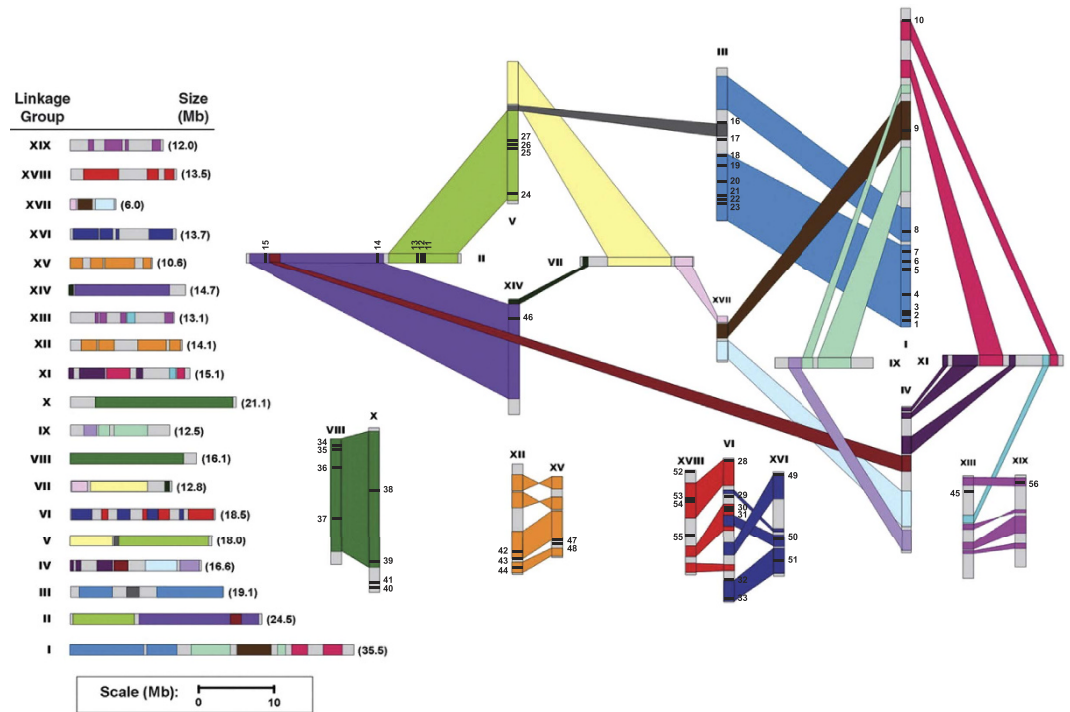 Linkage Group
Size (Mb)
XIX (12.0)
XVIII (13.5)
XVII (6.0)
XVI (13.7)
XV (10.6)
XIV (14.7)
XIII (13.1)
XII (14.1)
XI (15.1)
X (21.1)
IX (12.5)
VIII (16.1)
VII (12.8)
VI (18.5)
V (18.0)
IV (16.6)
III (19.1)
II (24.5)
I (35.5)
Scale (Mb):
0 10
15
14
13
12
11
II
27
26
25
24
V
VII
XIV
46
III
16
17
18
19
20
21
22
23
XVII
10
9
8
7
6
5
4
3
2
1
I
IX
XI
IV
VIII
34
35
36
37
X
38
39
41
40
XII
42
43
44
XV
47
48
XVIII
52
53
54
55
VI
28
29
30
31
32
33
XVI
49
50
51
XIII
45
XIX
56